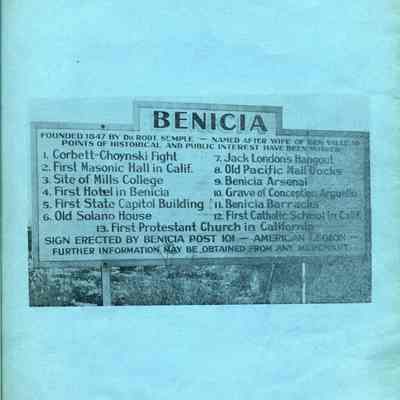 BENICIA
FOUNDED 1847 BY DR. ROBT. SEMPLE — NAMED AFTER WIFE OF GEN. VALLEJO
POINTS OF HISTORICAL AND PUBLIC INTEREST HAVE BEEN MARKED
1. Corbett-Choynski Fight
2. First Masonic Hall in Calif.
3. Site of Mills College
4. First Hotel in Benicia
5. First State Capitol Building
6. Old Solano House
7. Jack London's Hangout
8. Old Pacific Mail Docks
9. Benicia Arsenal
10. Grave of Concepcion Arguello
11. Benicia Barracks
12. First Catholic School in Calif.
13. First Protestant Church in California
SIGN ERECTED BY BENICIA POST 101 — AMERICAN LEGION —
FURTHER INFORMATION MAY BE OBTAINED FROM ANY MERCHANT